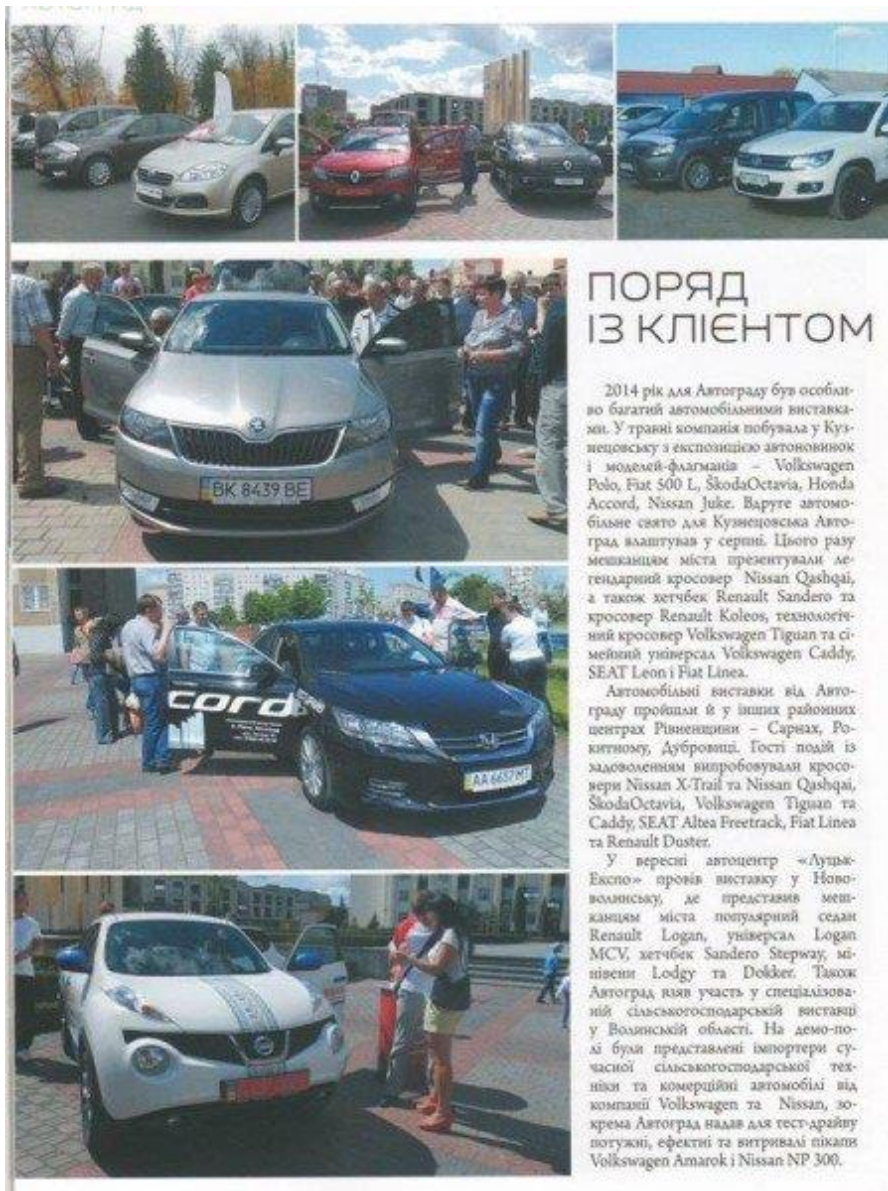 ПОРЯД
ІЗ КЛІЄНТОМ
2014 рік для Автограду був особли-
во багатий автомобільними виставка-
ми. У травні компанія побувала у Куз-
нецовську з експозицією автоновинок
і моделей-флагманів – Volkswagen
Polo, Fiat 500 L, ŠkodaOctavia, Honda
Accord, Nissan Juke. Вдруге автомо-
більне свято для Кузнецовська Авто-
град влаштував у серпні. Цього разу
мешканцям міста презентували ле-
гендарний кросовер Nissan Qashqai,
а також хетчбек Renault Sandero та
кросовер Renault Koleos, технологіч-
ний кросовер Volkswagen Tiguan та сі-
мейний універсал Volkswagen Caddy,
SEAT Leon і Fiat Linea.
Автомобільні виставки від Авто-
граду пройшли й у інших районних
центрах Рівненщини – Сарнах, Ро-
китному, Дубровиці. Гості подій із
задоволенням випробовували кросо-
вери Nissan X-Trail та Nissan Qashqai,
ŠkodaOctavia, Volkswagen Tiguan та
Caddy, SEAT Altea Freetrack, Fiat Linea
та Renault Duster.
У вересні автоцентр «Луцьк-
Експо» провів виставку у Ново-
волинську, де представив меш-
канцям міста популярний седан
Renault Logan, універсал Logan
MCV, хетчбек Sandero Stepway, мі-
нівени Lodgy та Dokker. Також
Автоград взяв участь у спеціалізова-
ній сільськогосподарській виставці
у Волинській області. На демо-по-
лі були представлені імпортери су-
часної сільськогосподарської тех-
ніки та комерційні автомобілі від
компанії Volkswagen та Nissan, зо-
крема Автоград надав для тест-драйву
потужні, ефектні та витривалі пікапи
Volkswagen Amarok і Nissan NP 300.
BK 8439 BE
cord
AA 6657 MT